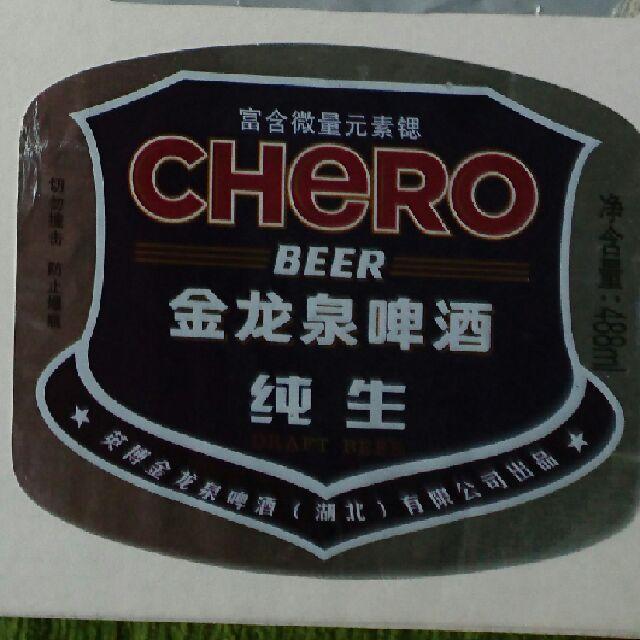 富含微量元素锶
CHeRO
BEER
金龙泉啤酒
纯生
DRAFT BEER
★ 英博金龙泉啤酒（湖北）有限公司出品 ★
切勿撞击 防止爆瓶
净含量:488ml